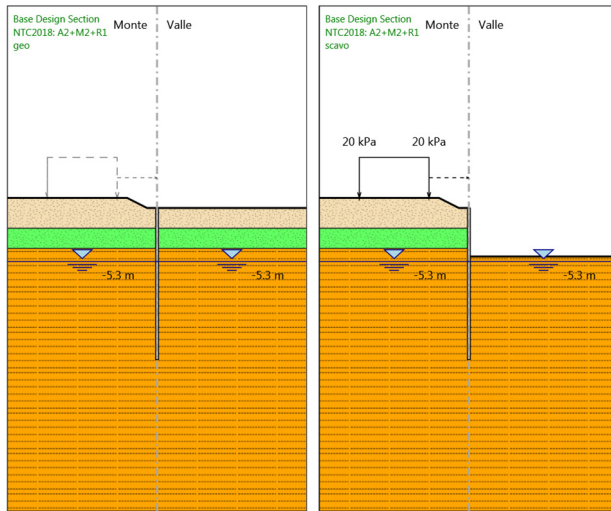 Base Design Section
NTC2018: A2+M2+R1
geo
Monte
Valle
-5.3 m
-5.3 m
Base Design Section
NTC2018: A2+M2+R1
scavo
Monte
Valle
20 kPa
20 kPa
-5.3 m
-5.3 m